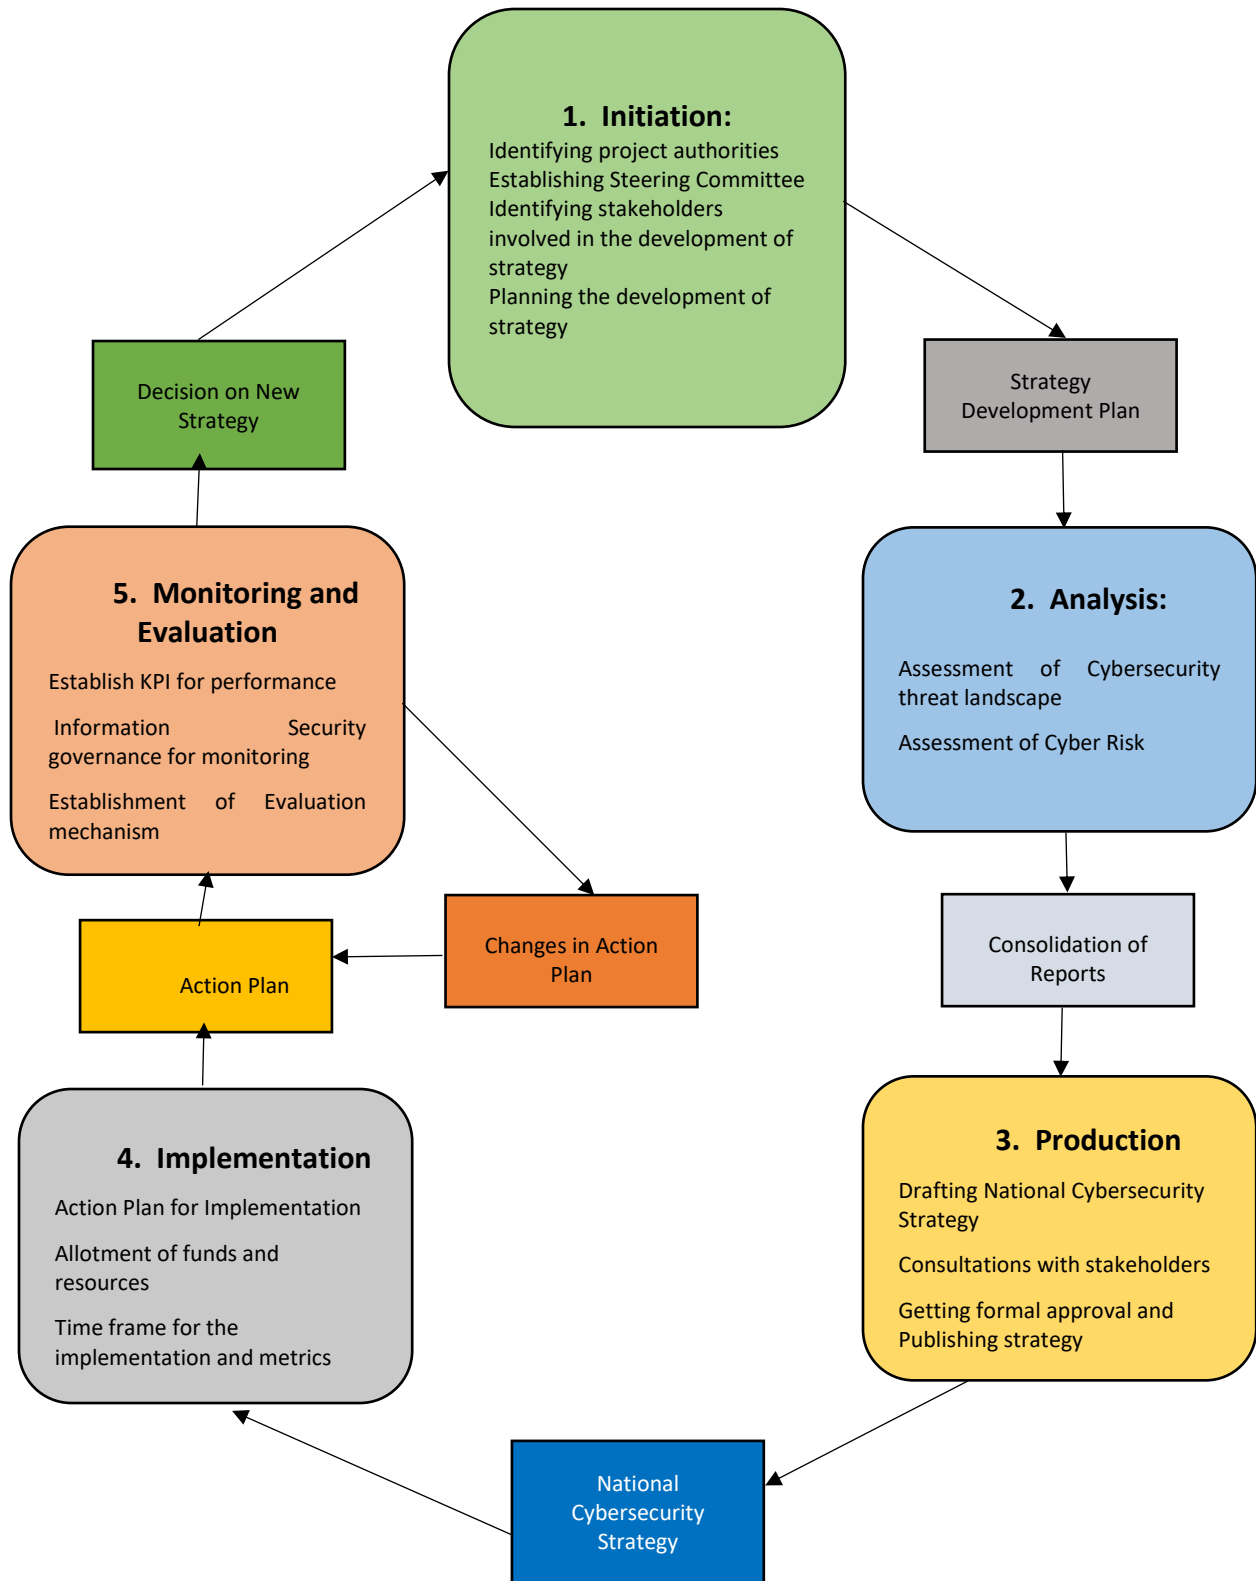 1. Initiation:
Identifying project authorities
Establishing Steering Committee
Identifying stakeholders
involved in the development of
strategy
Planning the development of
strategy
Decision on New
Strategy
Strategy
Development Plan
5. Monitoring and
Evaluation
Establish KPI for performance
Information Security
governance for monitoring
Establishment of Evaluation
mechanism
2. Analysis:
Assessment of Cybersecurity
threat landscape
Assessment of Cyber Risk
Action Plan
Changes in Action
Plan
Consolidation of
Reports
4. Implementation
Action Plan for Implementation
Allotment of funds and
resources
Time frame for the
implementation and metrics
3. Production
Drafting National Cybersecurity
Strategy
Consultations with stakeholders
Getting formal approval and
Publishing strategy
National
Cybersecurity
Strategy